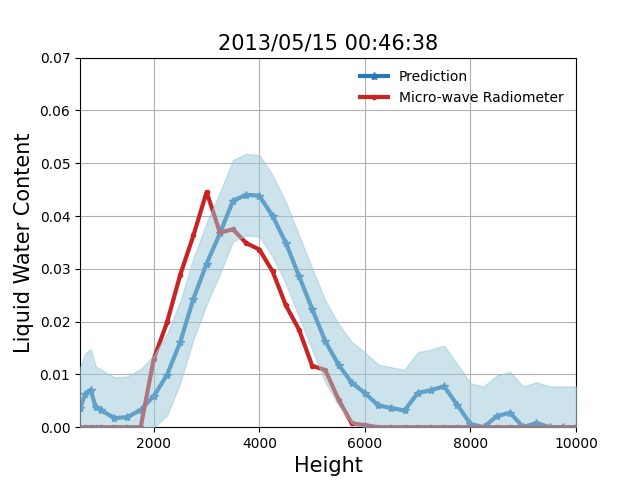 2013/05/15 00:46:38
Prediction
Micro-wave Radiometer
Liquid Water Content
0.07
0.06
0.05
0.04
0.03
0.02
0.01
0.00
2000 4000 6000 8000 10000
Height